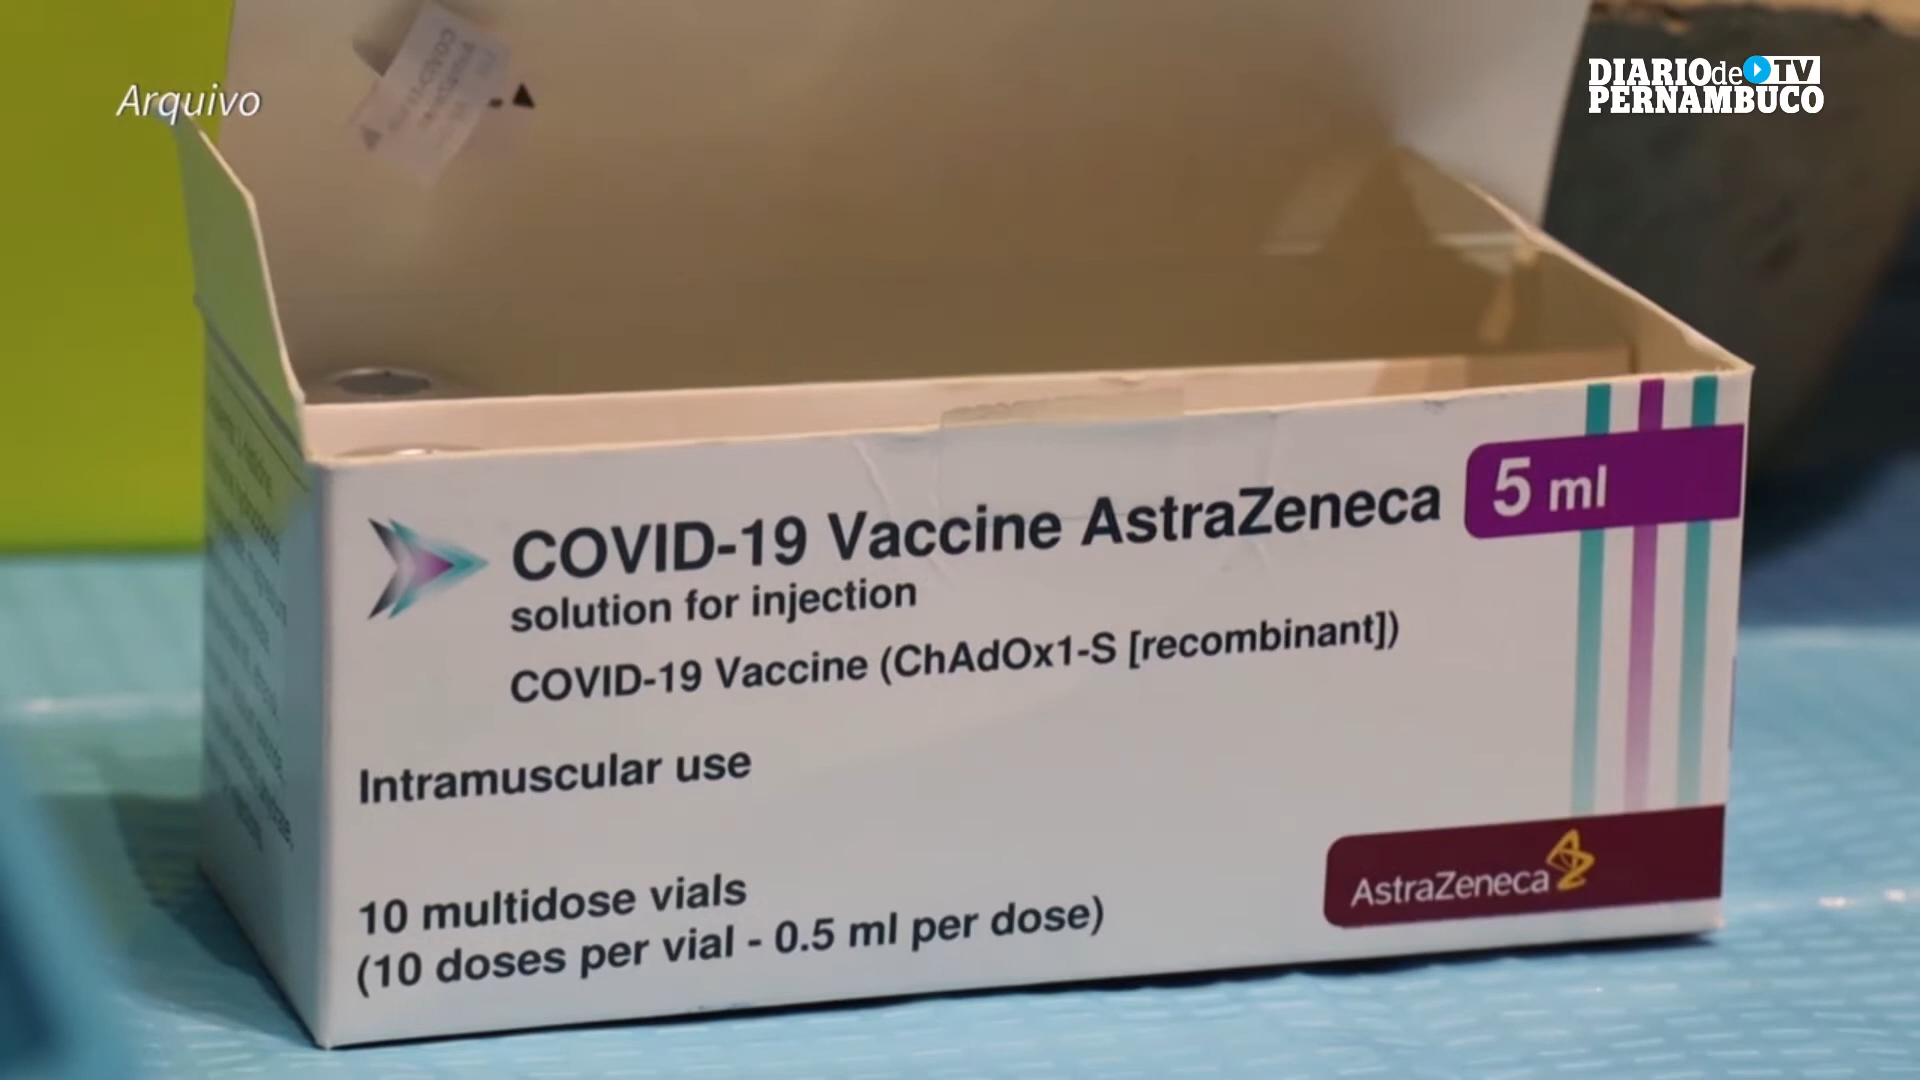 Arquivo
DIARIO de TV
PERNAMBUCO
COVID-19 Vaccine AstraZeneca
5 ml
solution for injection
COVID-19 Vaccine (ChAdOx1-S [recombinant])
Intramuscular use
10 multidose vials
(10 doses per vial - 0.5 ml per dose)
AstraZeneca